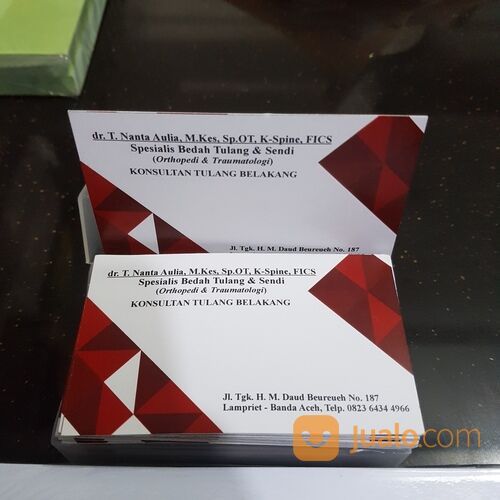 dr. T. Nanta Aulia, M.Kes, Sp.OT, K-Spine, FICS
Spesialis Bedah Tulang & Sendi
(Orthopedi & Traumatologi)
KONSULTAN TULANG BELAKANG
Jl. Tgk. H. M. Daud Beureueh No. 187
dr. T. Nanta Aulia, M.Kes, Sp.OT, K-Spine, FICS
Spesialis Bedah Tulang & Sendi
(Orthopedi & Traumatologi)
KONSULTAN TULANG BELAKANG
Jl. Tgk. H. M. Daud Beureueh No. 187
Lampriet - Banda Aceh, Telp. 0823 6434 4966
jualo.com